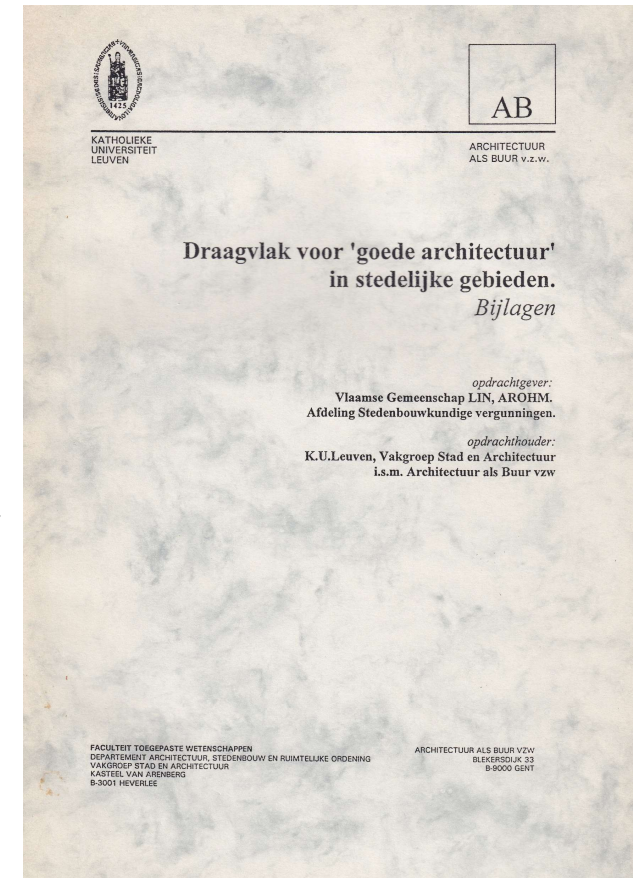 1425
AB
KATHOLIEKE
UNIVERSITEIT
LEUVEN
ARCHITECTUUR
ALS BUUR v.z.w.
Draagvlak voor 'goede architectuur'
in stedelijke gebieden.
Bijlagen
opdrachtgever:
Vlaamse Gemeenschap LIN, AROHM.
Afdeling Stedenbouwkundige vergunningen.
opdrachthouder:
K.U.Leuven, Vakgroep Stad en Architectuur
i.s.m. Architectuur als Buur vzw
FACULTEIT TOEGEPASTE WETENSCHAPPEN
DEPARTEMENT ARCHITECTUUR, STEDENBOUW EN RUIMTELIJKE ORDENING
VAKGROEP STAD EN ARCHITECTUUR
KASTEEL VAN ARENBERG
B-3001 HEVERLEE
ARCHITECTUUR ALS BUUR VZW
BLEKERSDIJK 33
B-9000 GENT